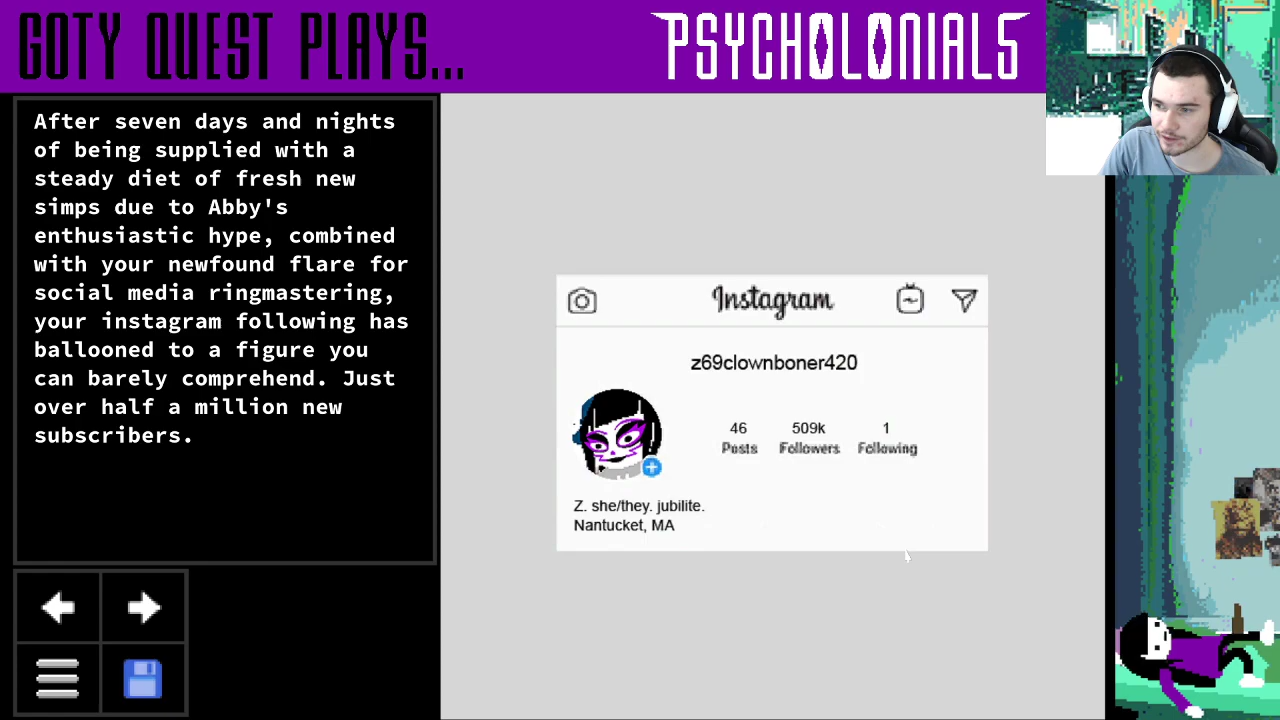 GOTY QUEST PLAYS...
PSYCHOLONIALS
After seven days and nights
of being supplied with a
steady diet of fresh new
simps due to Abby's
enthusiastic hype, combined
with your newfound flare for
social media ringmastering,
your instagram following has
ballooned to a figure you
can barely comprehend. Just
over half a million new
subscribers.
Instagram
z69clownboner420
46 509k 1
Posts Followers Following
Z. she/they. jubilite.
Nantucket, MA